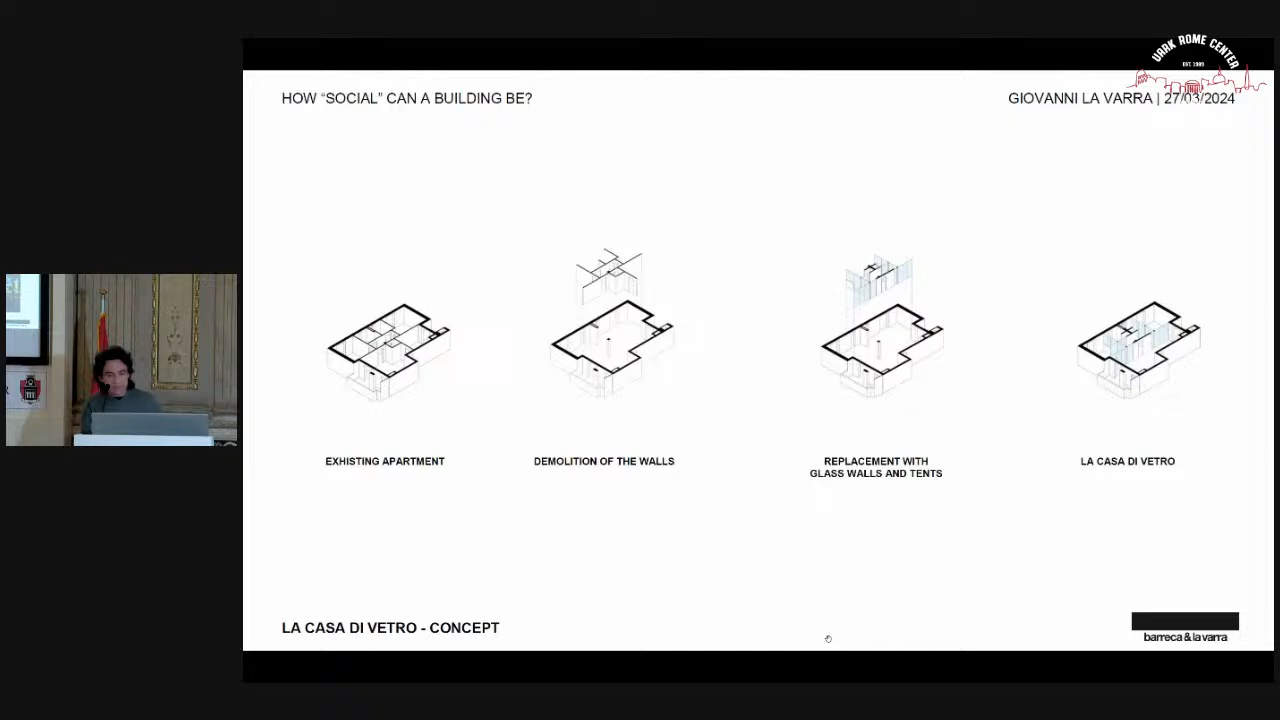 UARK ROME CENTER
EST. 1989
HOW “SOCIAL” CAN A BUILDING BE?
GIOVANNI LA VARRA | 27/03/2024
EXHISTING APARTMENT
DEMOLITION OF THE WALLS
REPLACEMENT WITH
GLASS WALLS AND TENTS
LA CASA DI VETRO
LA CASA DI VETRO - CONCEPT
barreca & la varra